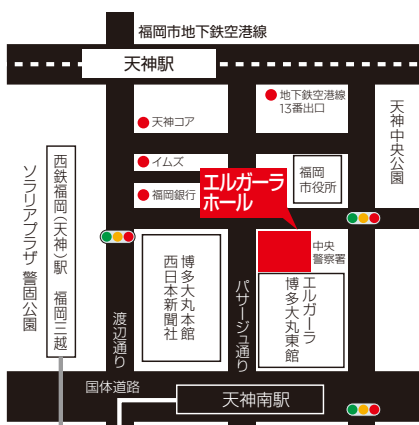 福岡市地下鉄空港線
天神駅
地下鉄空港線
13番出口
天神コア
イムズ
福岡銀行
エルガーラ
ホール
福岡
市役所
天神中央公園
ソラリアプラザ 警固公園
西鉄福岡(天神)駅 福岡三越
渡辺通り
博多大丸本館
西日本新聞社
パサージュ通り
中央
警察署
エルガーラ
博多大丸東館
国体道路
天神南駅